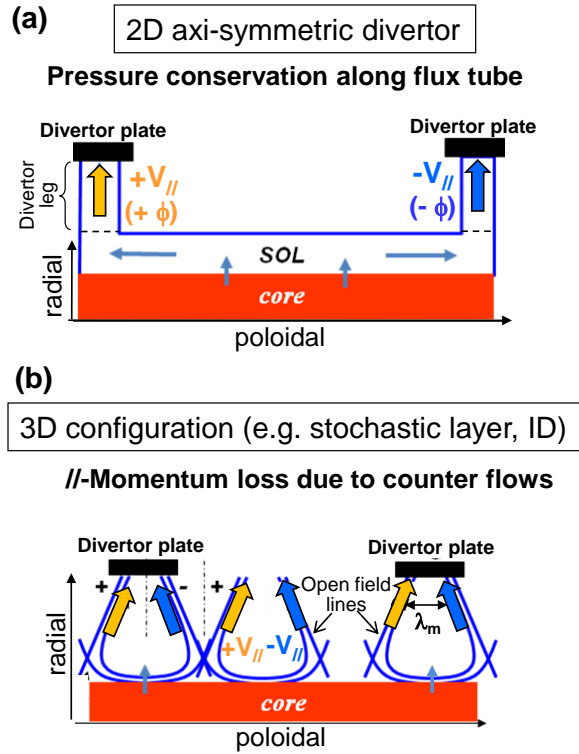 (a)
2D axi-symmetric divertor
Pressure conservation along flux tube
Divertor plate
Divertor plate
Divertor
leg
+V//
(+ ϕ)
-V//
(- ϕ)
SOL
core
radial
poloidal
(b)
3D configuration (e.g. stochastic layer, ID)
//-Momentum loss due to counter flows
Divertor plate
Divertor plate
+ - +
Open field
lines
λm
+V// -V//
core
radial
poloidal